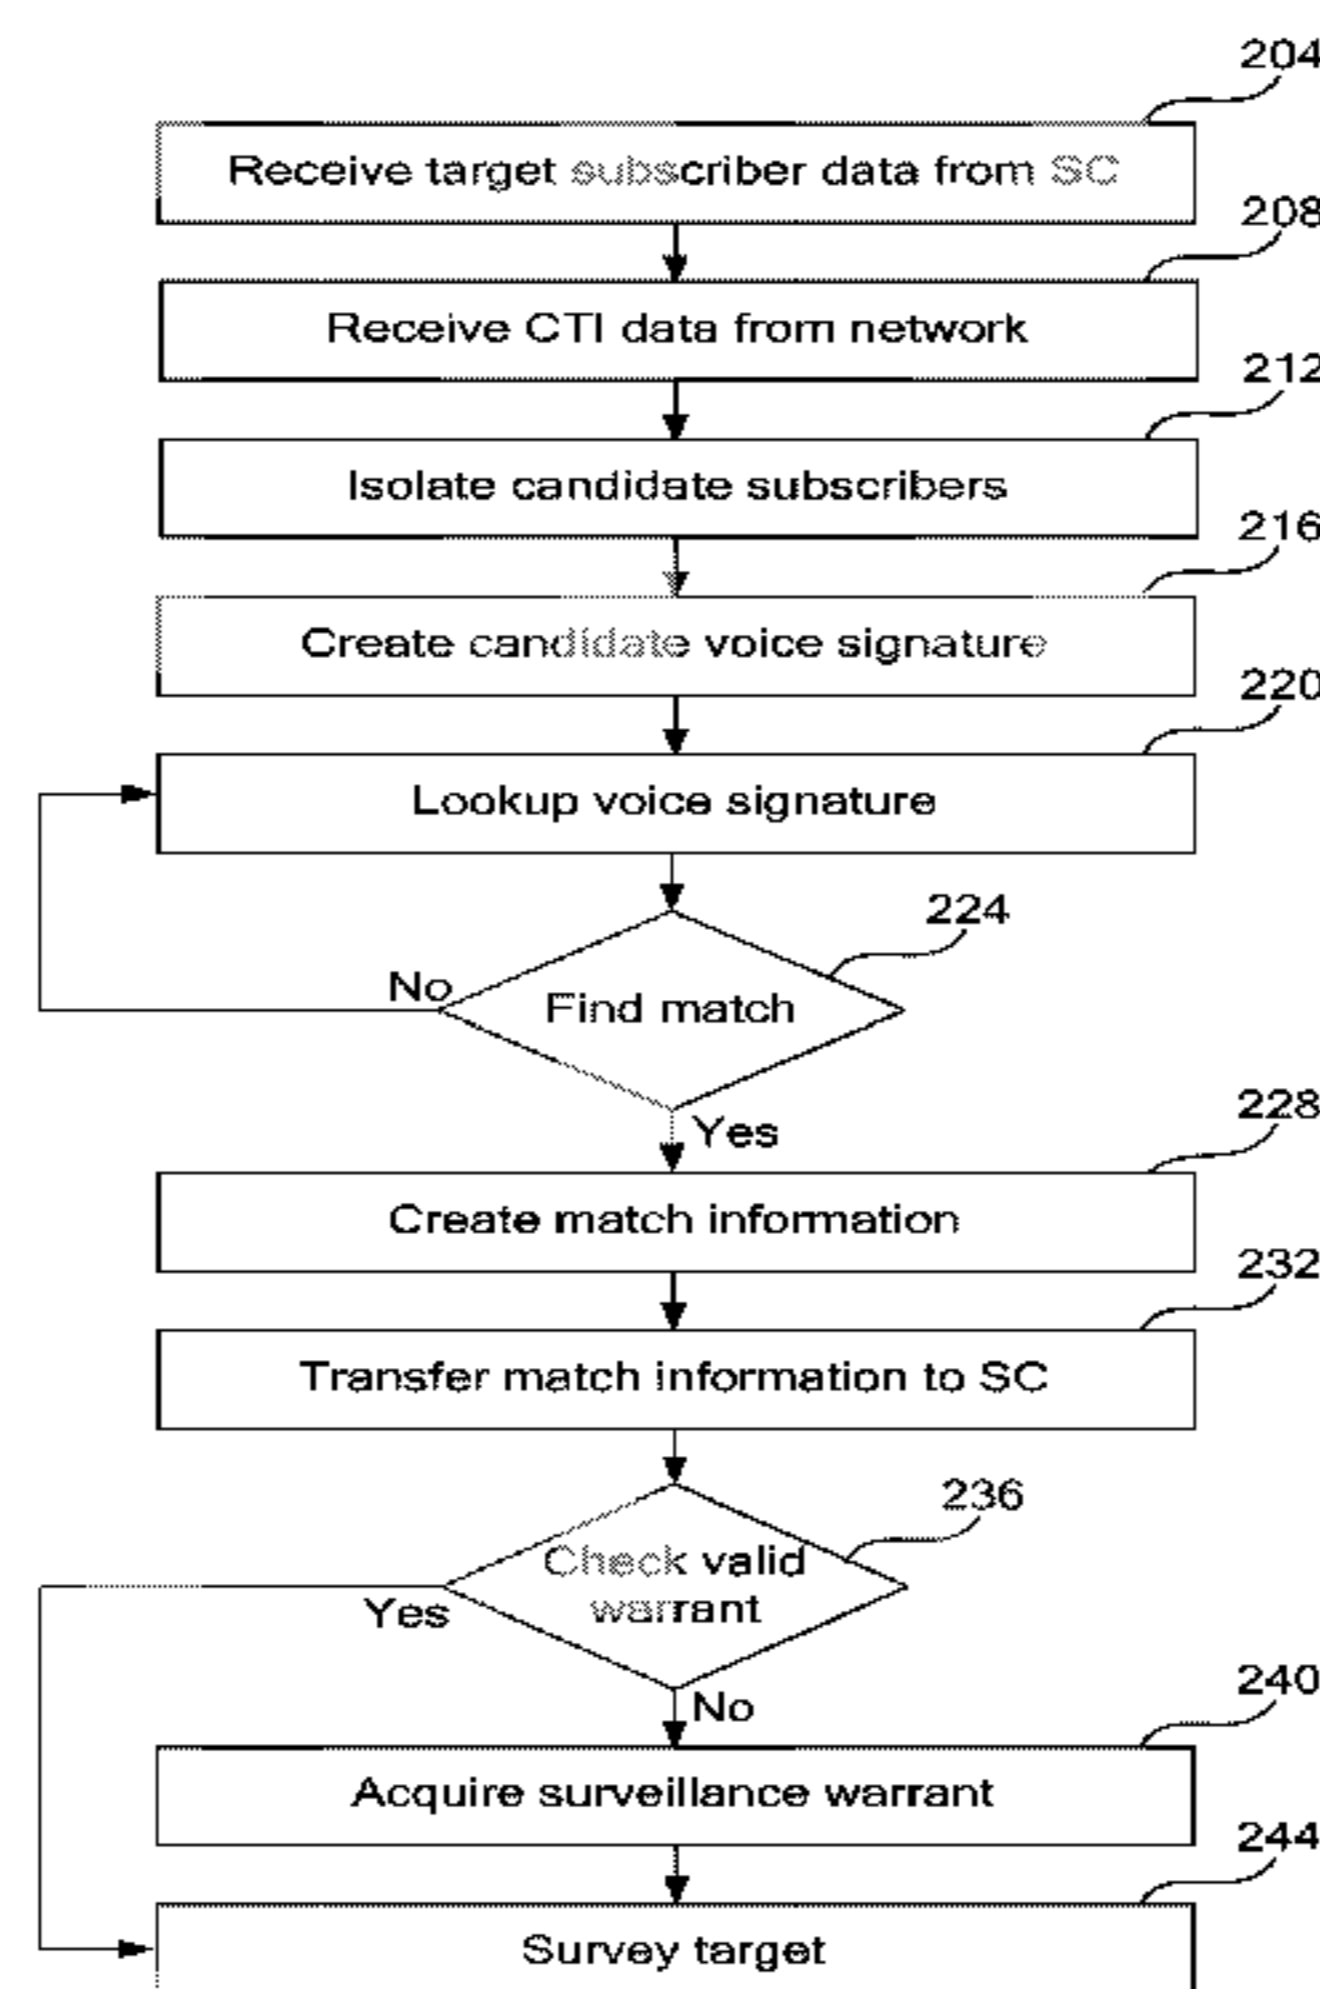 204
Receive target subscriber data from SC
208
Receive CTI data from network
212
Isolate candidate subscribers
216
Create candidate voice signature
220
Lookup voice signature
224
No
Find match
Yes
228
Create match information
232
Transfer match information to SC
236
Check valid
warrant
Yes
No
240
Acquire surveillance warrant
244
Survey target